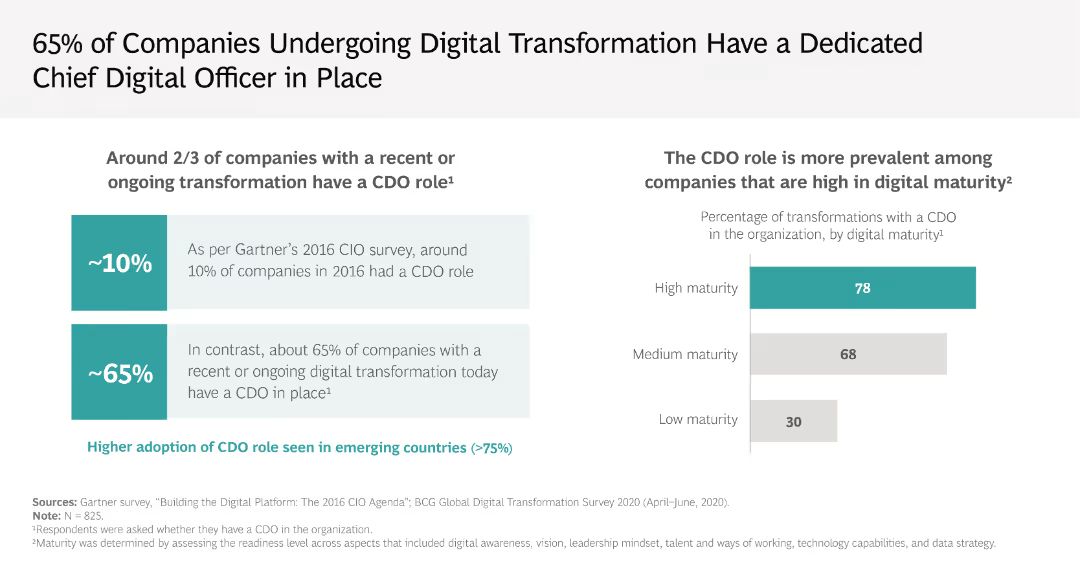 65% of Companies Undergoing Digital Transformation Have a Dedicated
Chief Digital Officer in Place
Around 2/3 of companies with a recent or
ongoing transformation have a CDO role¹
~10%
As per Gartner's 2016 CIO survey, around
10% of companies in 2016 had a CDO role
~65%
In contrast, about 65% of companies with a
recent or ongoing digital transformation today
have a CDO in place¹
Higher adoption of CDO role seen in emerging countries (>75%)
The CDO role is more prevalent among
companies that are high in digital maturity²
Percentage of transformations with a CDO
in the organization, by digital maturity¹
High maturity 78
Medium maturity 68
Low maturity 30
Sources: Gartner survey, "Building the Digital Platform: The 2016 CIO Agenda"; BCG Global Digital Transformation Survey 2020 (April–June, 2020).
Note: N = 825.
¹Respondents were asked whether they have a CDO in the organization.
²Maturity was determined by assessing the readiness level across aspects that included digital awareness, vision, leadership mindset, talent and ways of working, technology capabilities, and data strategy.